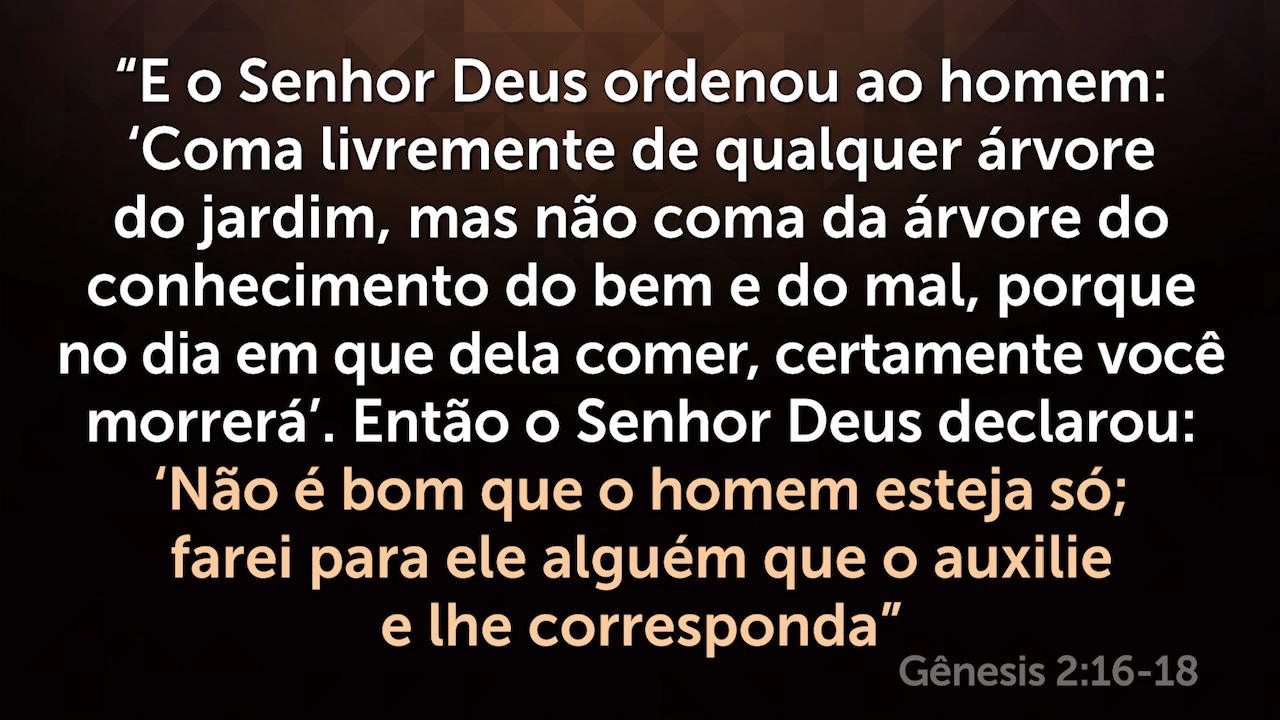 “E o Senhor Deus ordenou ao homem:
‘Coma livremente de qualquer árvore
do jardim, mas não coma da árvore do
conhecimento do bem e do mal, porque
no dia em que dela comer, certamente você
morrerá’. Então o Senhor Deus declarou:
‘Não é bom que o homem esteja só;
farei para ele alguém que o auxilie
e lhe corresponda”
Gênesis 2:16-18